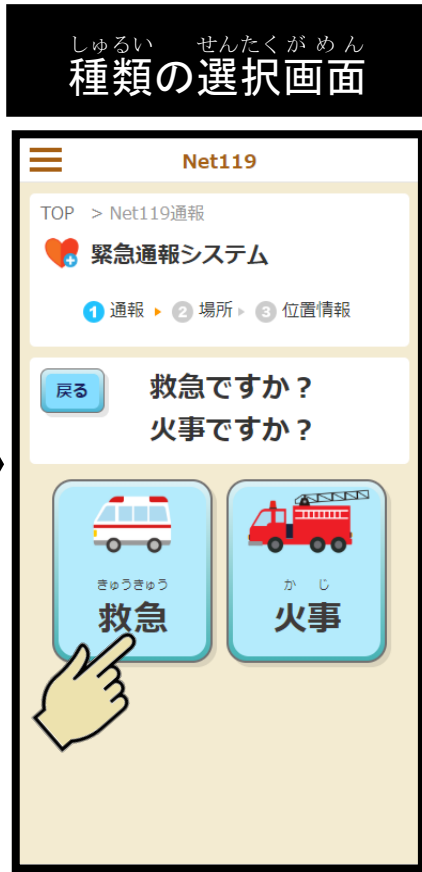 しゅるい せんたくがめん
種類の選択画面
Net119
TOP > Net119通報
緊急通報システム
1 通報 ▸ 2 場所 ▸ 3 位置情報
戻る
救急ですか？
火事ですか？
きゅうきゅう
救急
かじ
火事